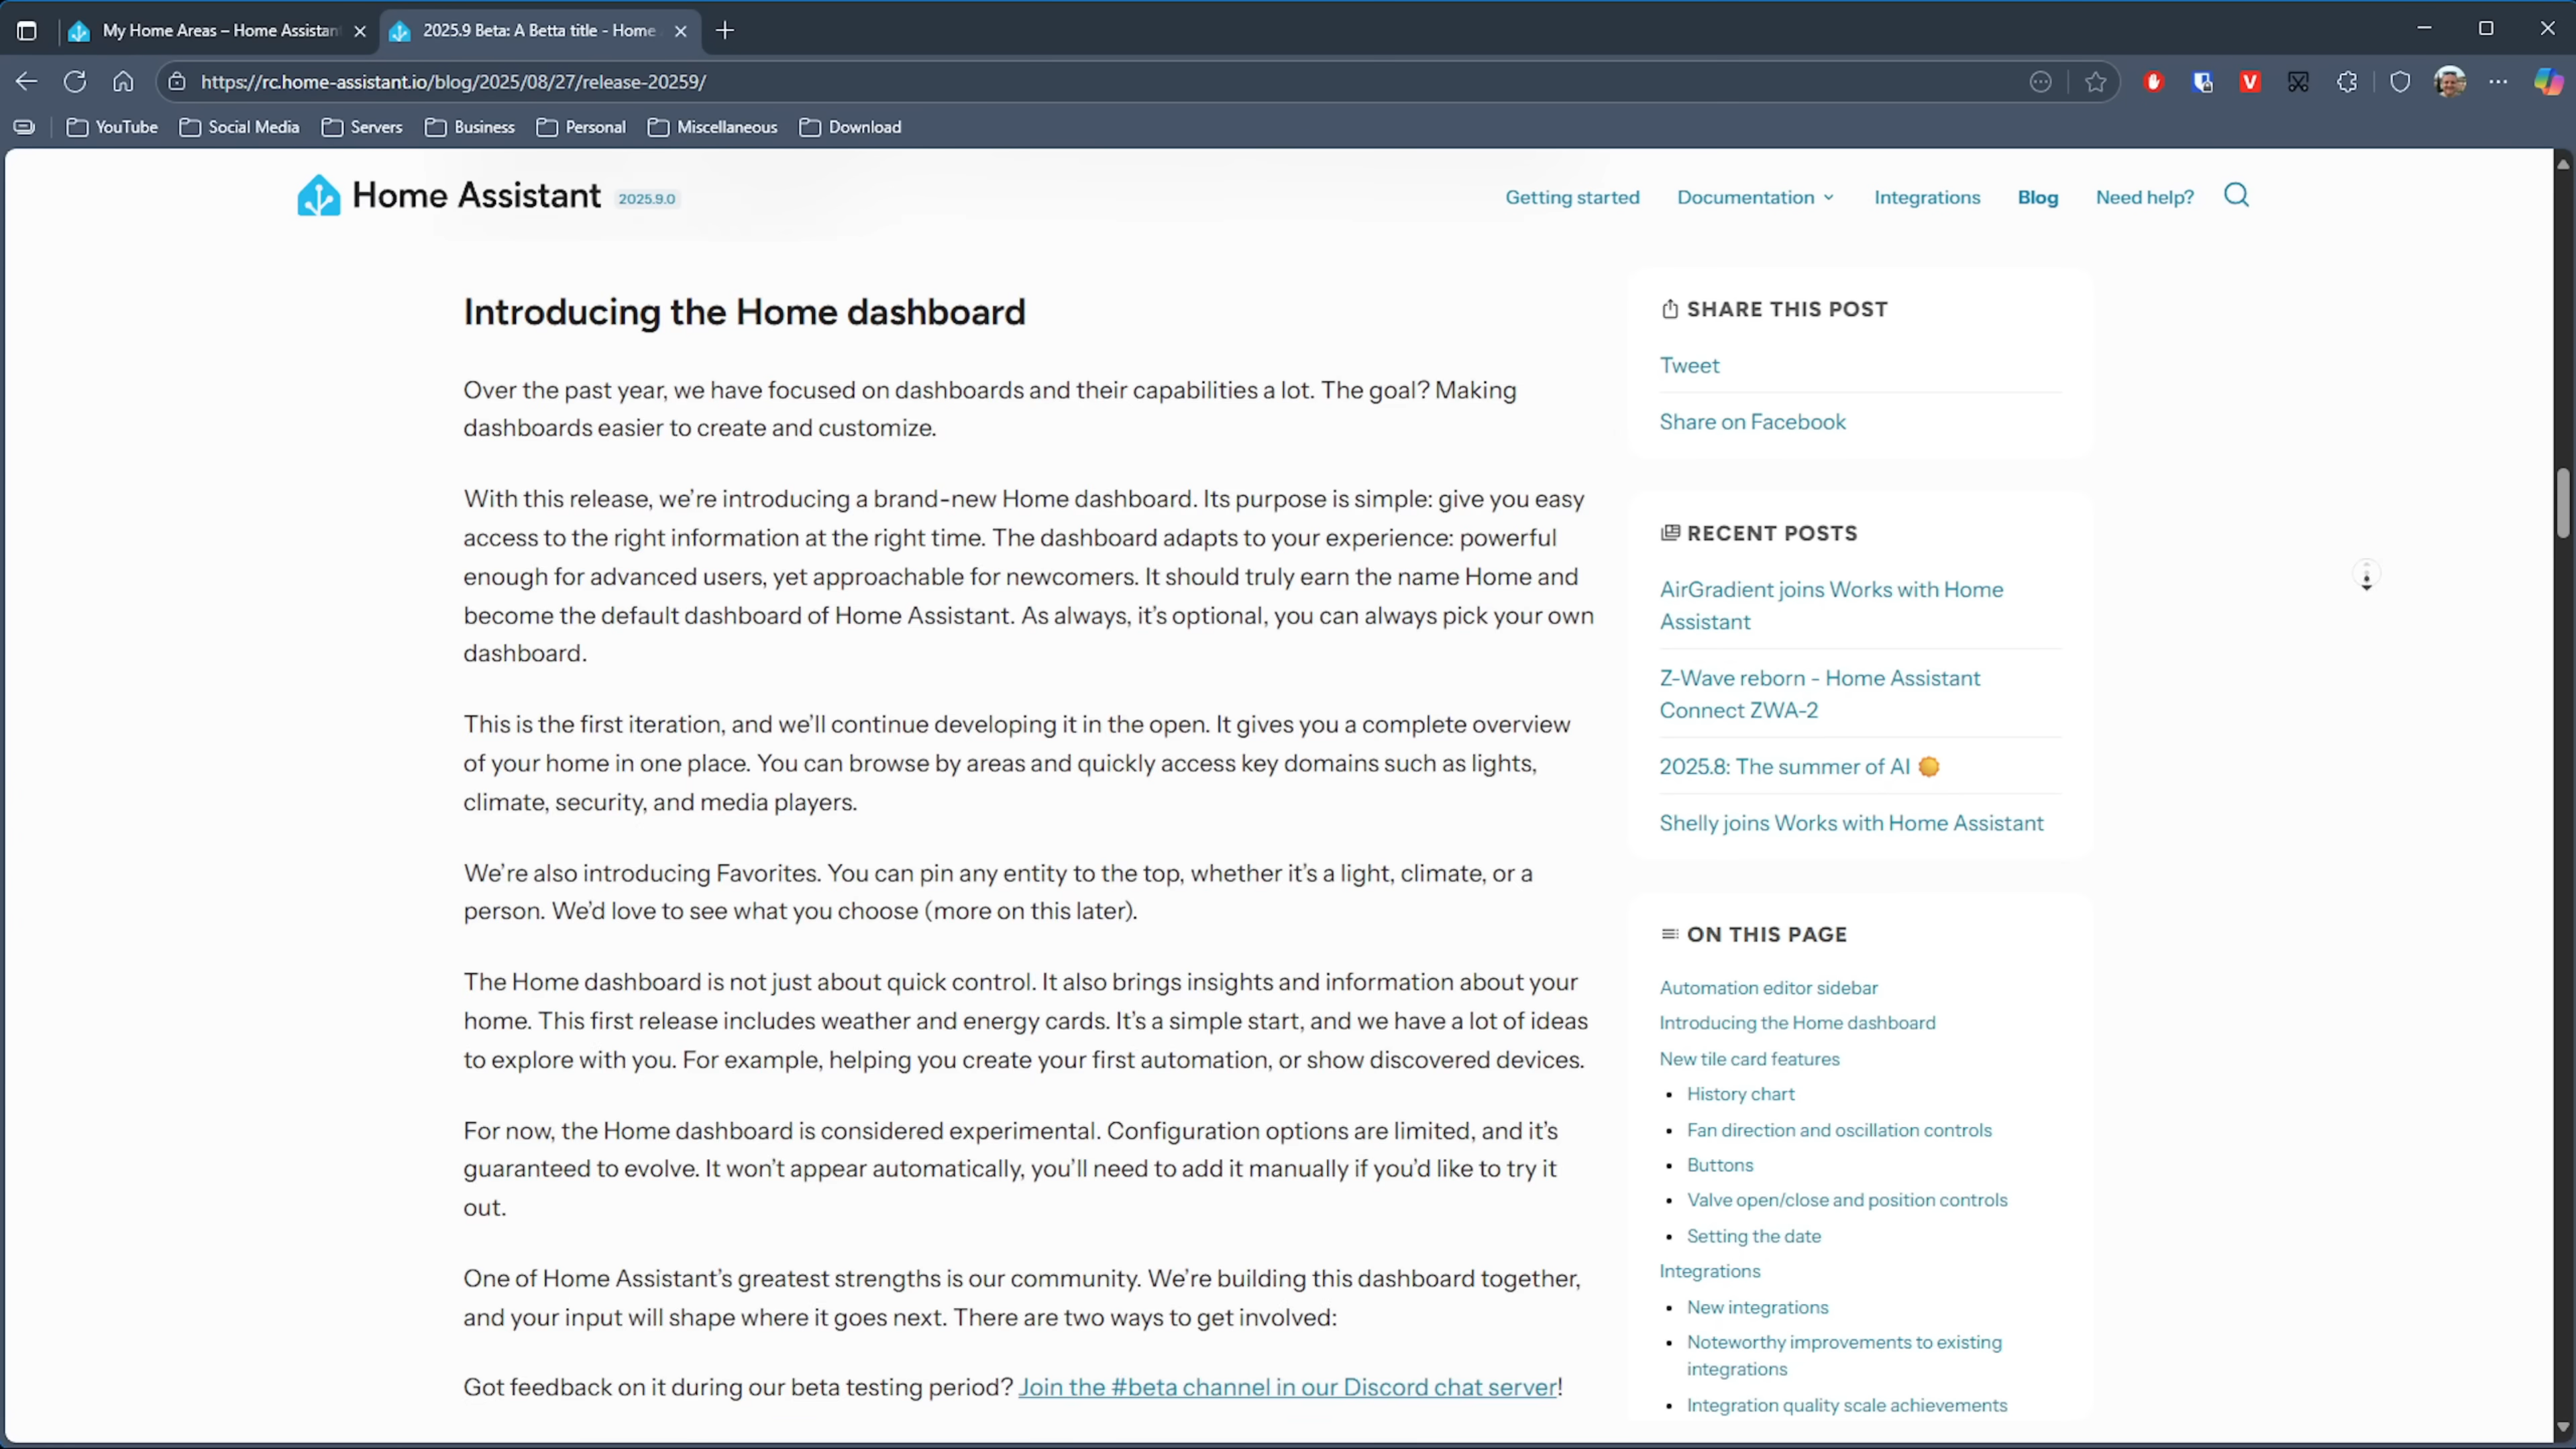 My Home Areas – Home Assistan
2025.9 Beta: A Betta title - Home
https://rc.home-assistant.io/blog/2025/08/27/release-20259/
YouTube
Social Media
Servers
Business
Personal
Miscellaneous
Download
Home Assistant 2025.9.0
Getting started
Documentation
Integrations
Blog
Need help?
Introducing the Home dashboard
Over the past year, we have focused on dashboards and their capabilities a lot. The goal? Making
dashboards easier to create and customize.
With this release, we’re introducing a brand-new Home dashboard. Its purpose is simple: give you easy
access to the right information at the right time. The dashboard adapts to your experience: powerful
enough for advanced users, yet approachable for newcomers. It should truly earn the name Home and
become the default dashboard of Home Assistant. As always, it’s optional, you can always pick your own
dashboard.
This is the first iteration, and we’ll continue developing it in the open. It gives you a complete overview
of your home in one place. You can browse by areas and quickly access key domains such as lights,
climate, security, and media players.
We’re also introducing Favorites. You can pin any entity to the top, whether it’s a light, climate, or a
person. We’d love to see what you choose (more on this later).
The Home dashboard is not just about quick control. It also brings insights and information about your
home. This first release includes weather and energy cards. It’s a simple start, and we have a lot of ideas
to explore with you. For example, helping you create your first automation, or show discovered devices.
For now, the Home dashboard is considered experimental. Configuration options are limited, and it’s
guaranteed to evolve. It won’t appear automatically, you’ll need to add it manually if you’d like to try it
out.
One of Home Assistant’s greatest strengths is our community. We’re building this dashboard together,
and your input will shape where it goes next. There are two ways to get involved:
Got feedback on it during our beta testing period? Join the #beta channel in our Discord chat server!
SHARE THIS POST
Tweet
Share on Facebook
RECENT POSTS
AirGradient joins Works with Home
Assistant
Z-Wave reborn - Home Assistant
Connect ZWA-2
2025.8: The summer of AI
Shelly joins Works with Home Assistant
ON THIS PAGE
Automation editor sidebar
Introducing the Home dashboard
New tile card features
• History chart
• Fan direction and oscillation controls
• Buttons
• Valve open/close and position controls
• Setting the date
Integrations
• New integrations
• Noteworthy improvements to existing
integrations
• Integration quality scale achievements